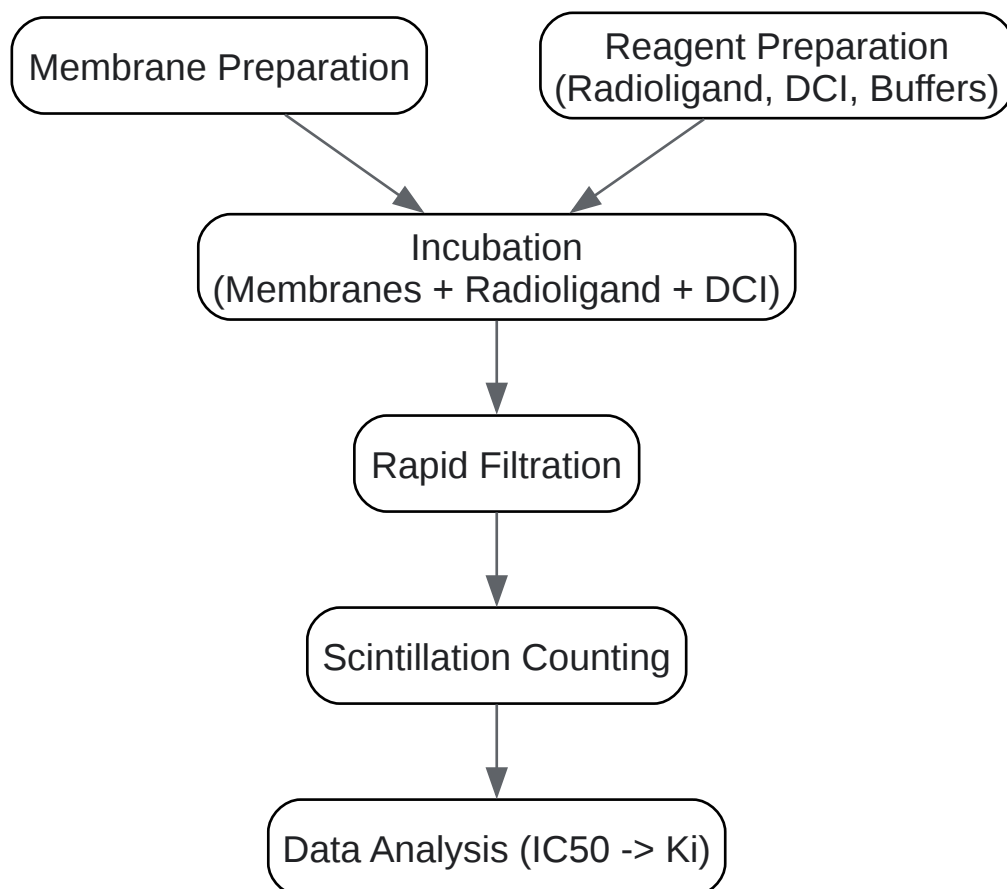 Membrane Preparation
Reagent Preparation
(Radioligand, DCI, Buffers)
Incubation
(Membranes + Radioligand + DCI)
Rapid Filtration
Scintillation Counting
Data Analysis (IC50 -> Ki)